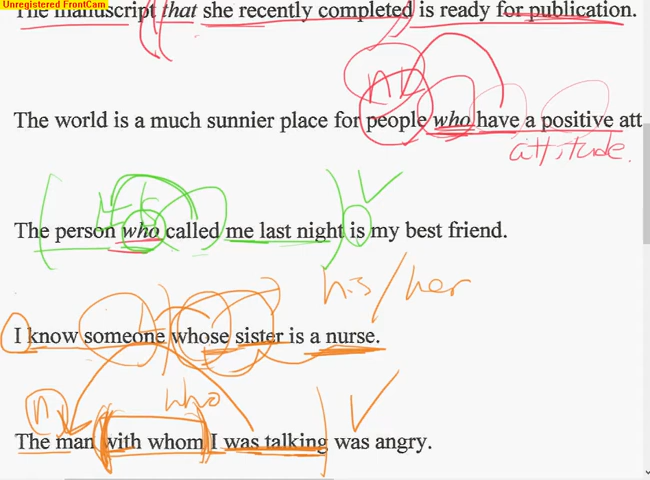 Unregistered FrontCam
The manuscript that she recently completed is ready for publication.
n
The world is a much sunnier place for people who have a positive att
attitude.
The person who called me last night is my best friend.
his/her
I know someone whose sister is a nurse.
n who
The man with whom I was talking was angry.